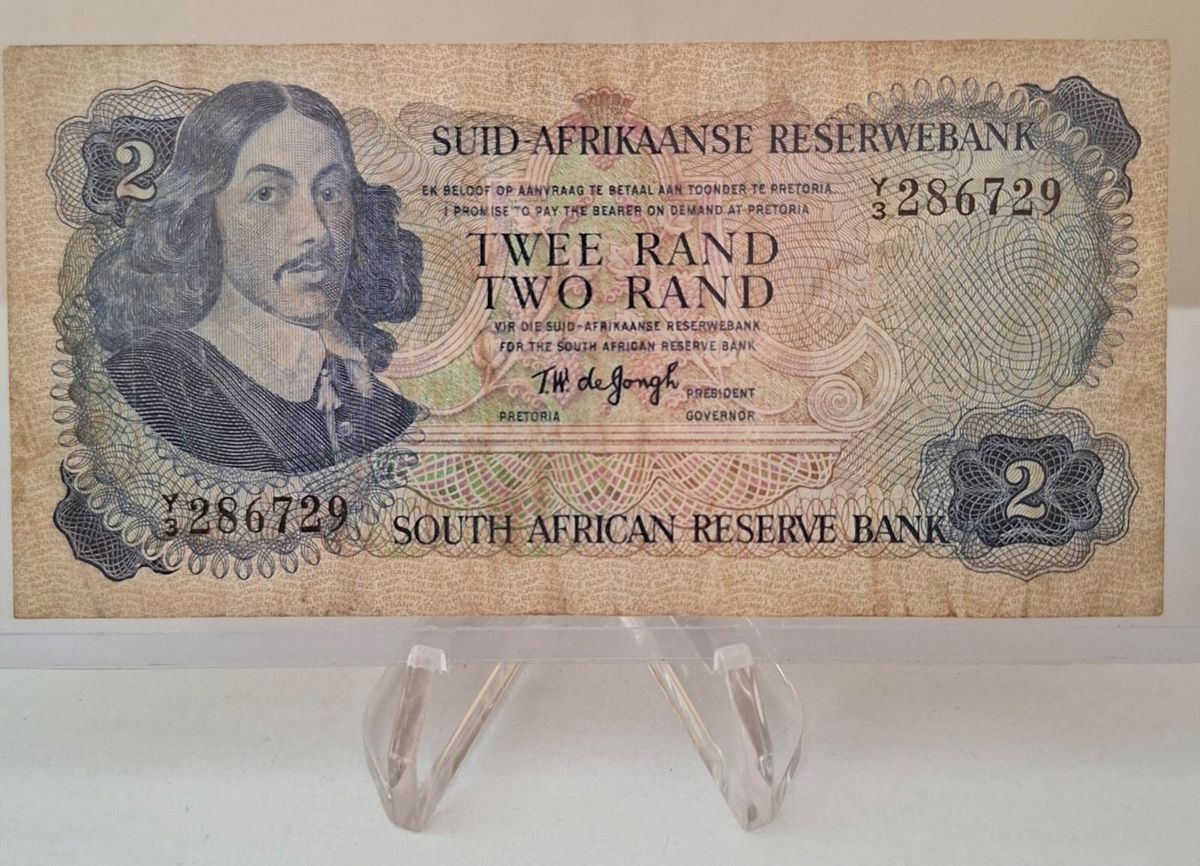 2
SUID-AFRIKAANSE RESERWEBANK
EK BELOOF OP AANVRAAG TE BETAAL AAN TOONDER TE PRETORIA
I PROMISE TO PAY THE BEARER ON DEMAND AT PRETORIA
Y/3 286729
TWEE RAND
TWO RAND
VIR DIE SUID-AFRIKAANSE RESERWEBANK
FOR THE SOUTH AFRICAN RESERVE BANK
T.W. de Jongh
PRESIDENT
PRETORIA GOVERNOR
Y/3 286729
SOUTH AFRICAN RESERVE BANK
2